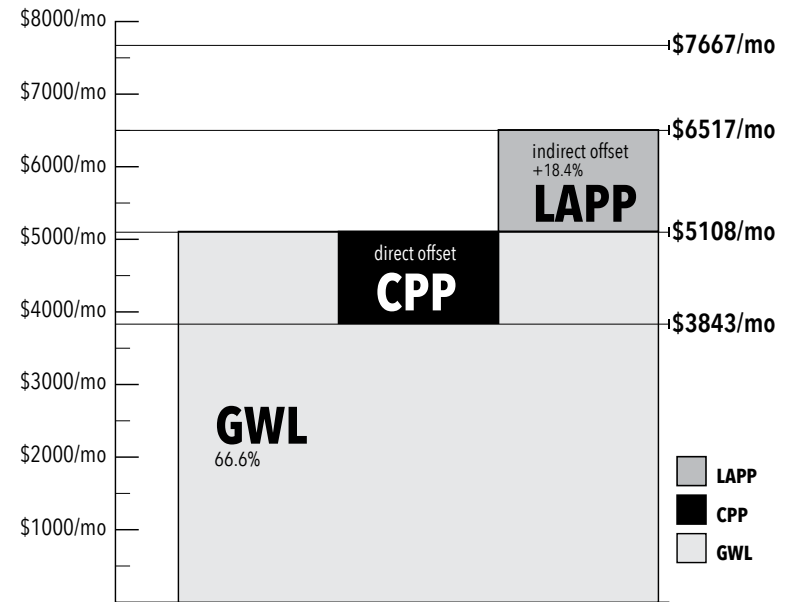 $8000/mo
$7667/mo
$7000/mo
$6517/mo
$6000/mo
indirect offset
+18.4%
LAPP
$5108/mo
$5000/mo
direct offset
CPP
$4000/mo
$3843/mo
$3000/mo
GWL
66.6%
$2000/mo
$1000/mo
LAPP
CPP
GWL